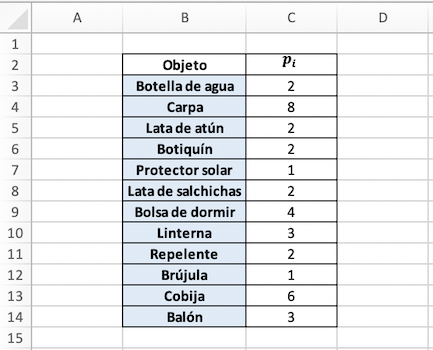 A B C D
1
2 Objeto pᵢ
3 Botella de agua 2
4 Carpa 8
5 Lata de atún 2
6 Botiquín 2
7 Protector solar 1
8 Lata de salchichas 2
9 Bolsa de dormir 4
10 Linterna 3
11 Repelente 2
12 Brújula 1
13 Cobija 6
14 Balón 3
15